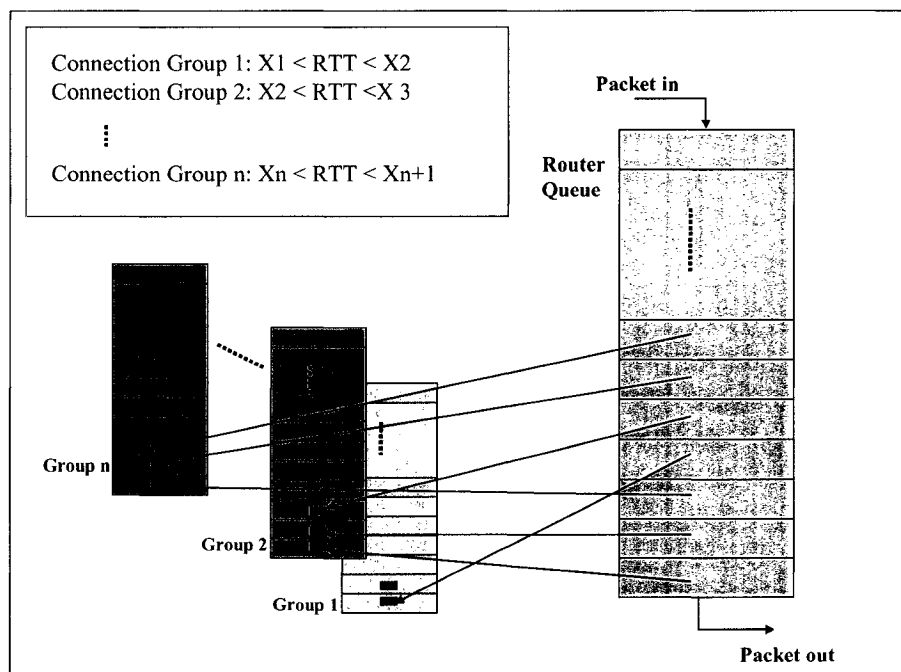 Connection Group 1: X1 < RTT < X2
Connection Group 2: X2 < RTT <X 3
Connection Group n: Xn < RTT < Xn+1
Packet in
Router
Queue
Group n
Group 2
Group 1
Packet out